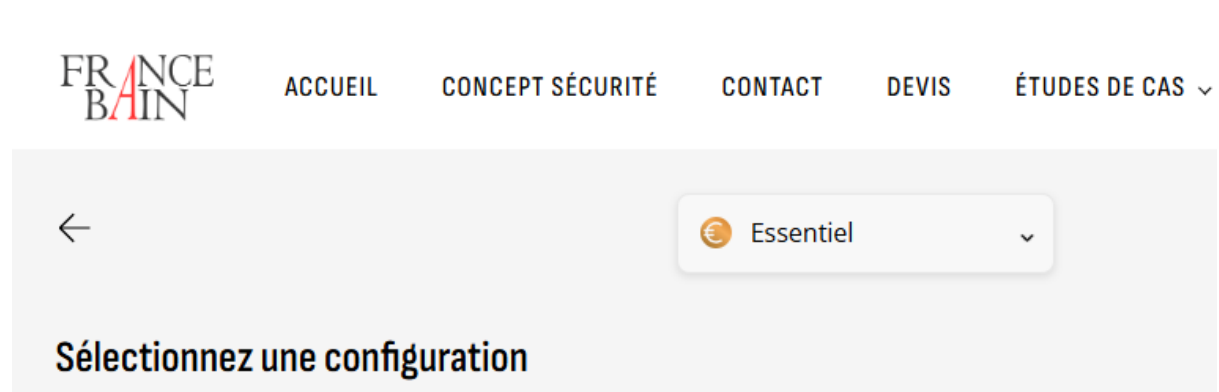 FRANCE
BAIN
ACCUEIL CONCEPT SÉCURITÉ CONTACT DEVIS ÉTUDES DE CAS
€ Essentiel
Sélectionnez une configuration